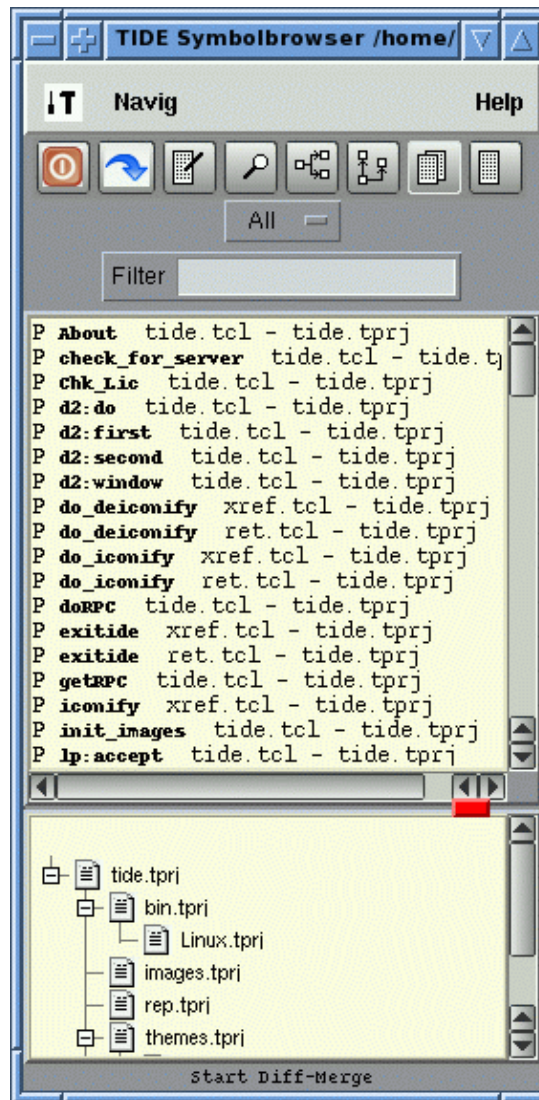 TIDE Symbolbrowser /home/
Navig Help
All
Filter
P About tide.tcl - tide.tprj
P check_for_server tide.tcl - tide.tp
P Chk_Lic tide.tcl - tide.tprj
P d2:do tide.tcl - tide.tprj
P d2:first tide.tcl - tide.tprj
P d2:second tide.tcl - tide.tprj
P d2:window tide.tcl - tide.tprj
P do_deiconify xref.tcl - tide.tprj
P do_deiconify ret.tcl - tide.tprj
P do_iconify xref.tcl - tide.tprj
P do_iconify ret.tcl - tide.tprj
P doRPC tide.tcl - tide.tprj
P exitide xref.tcl - tide.tprj
P exitide ret.tcl - tide.tprj
P getRPC tide.tcl - tide.tprj
P iconify xref.tcl - tide.tprj
P init_images tide.tcl - tide.tprj
P lp:accept tide.tcl - tide.tprj
tide.tprj
bin.tprj
Linux.tprj
images.tprj
rep.tprj
themes.tprj
Start Diff-Merge